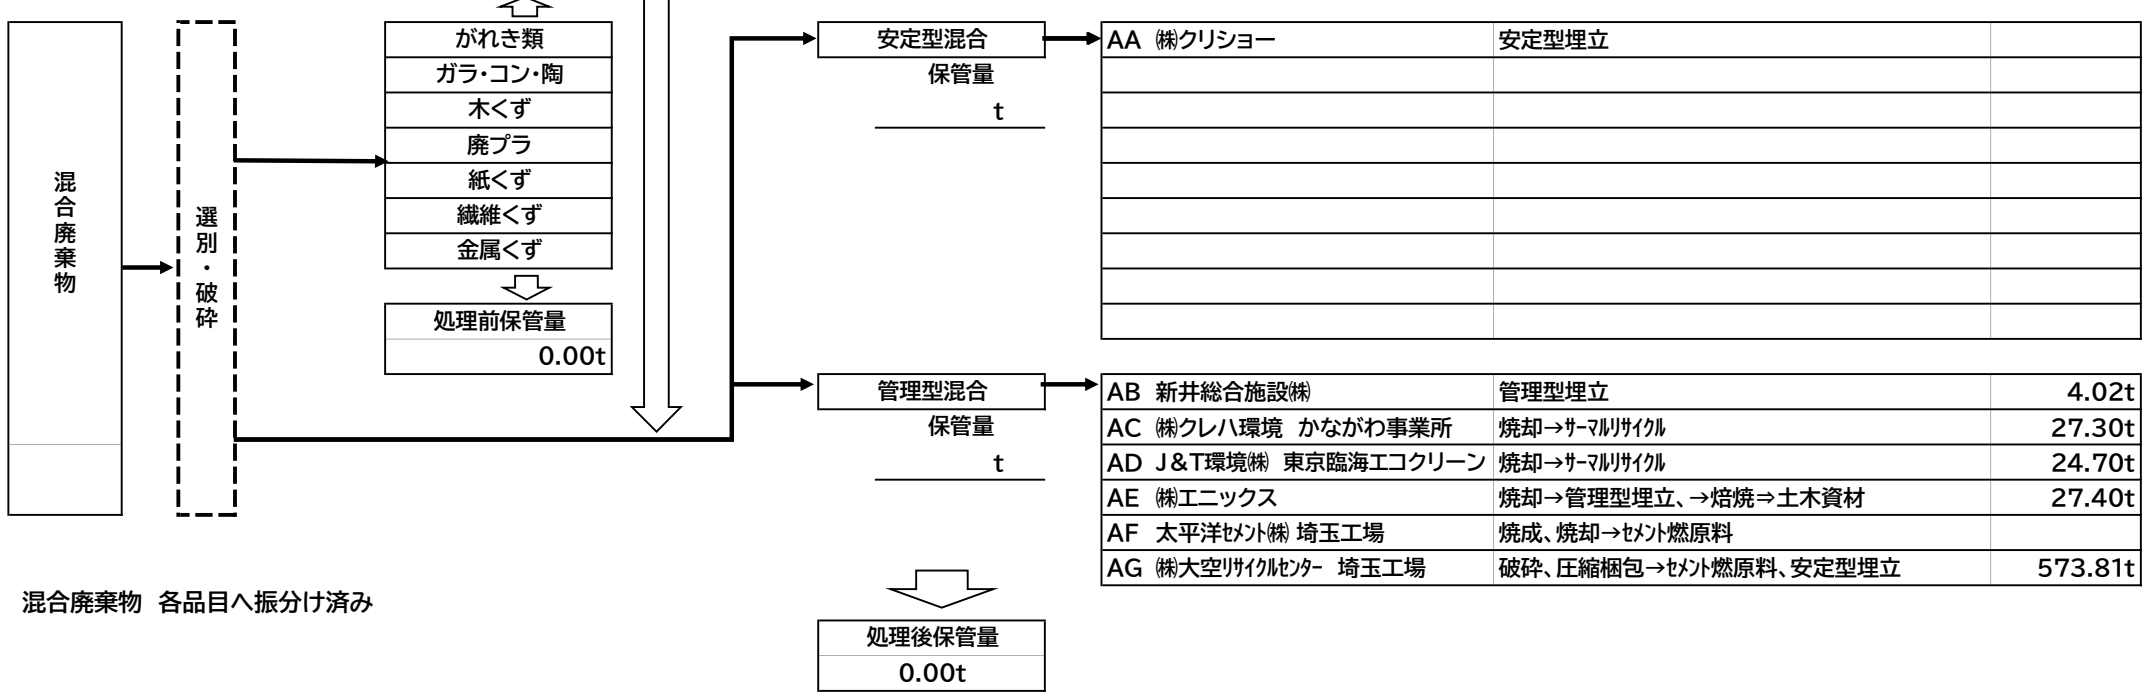 混合廃棄物
選別・破砕
がれき類
ガラ・コン・陶
木くず
廃プラ
紙くず
繊維くず
金属くず
処理前保管量
0.00t
安定型混合
保管量
t
AA ㈱クリショー 安定型埋立
管理型混合
保管量
t
AB 新井総合施設㈱ 管理型埋立 4.02t
AC ㈱クレハ環境 かながわ事業所 焼却→ｻｰﾏﾙﾘｻｲｸﾙ 27.30t
AD J＆T環境㈱ 東京臨海エコクリーン 焼却→ｻｰﾏﾙﾘｻｲｸﾙ 24.70t
AE ㈱エニックス 焼却→管理型埋立、→焙焼⇒土木資材 27.40t
AF 太平洋ｾﾒﾝﾄ㈱ 埼玉工場 焼成、焼却→ｾﾒﾝﾄ燃原料
AG ㈱大空ﾘｻｲｸﾙｾﾝﾀｰ 埼玉工場 破砕、圧縮梱包→ｾﾒﾝﾄ燃原料、安定型埋立 573.81t
混合廃棄物 各品目へ振分け済み
処理後保管量
0.00t